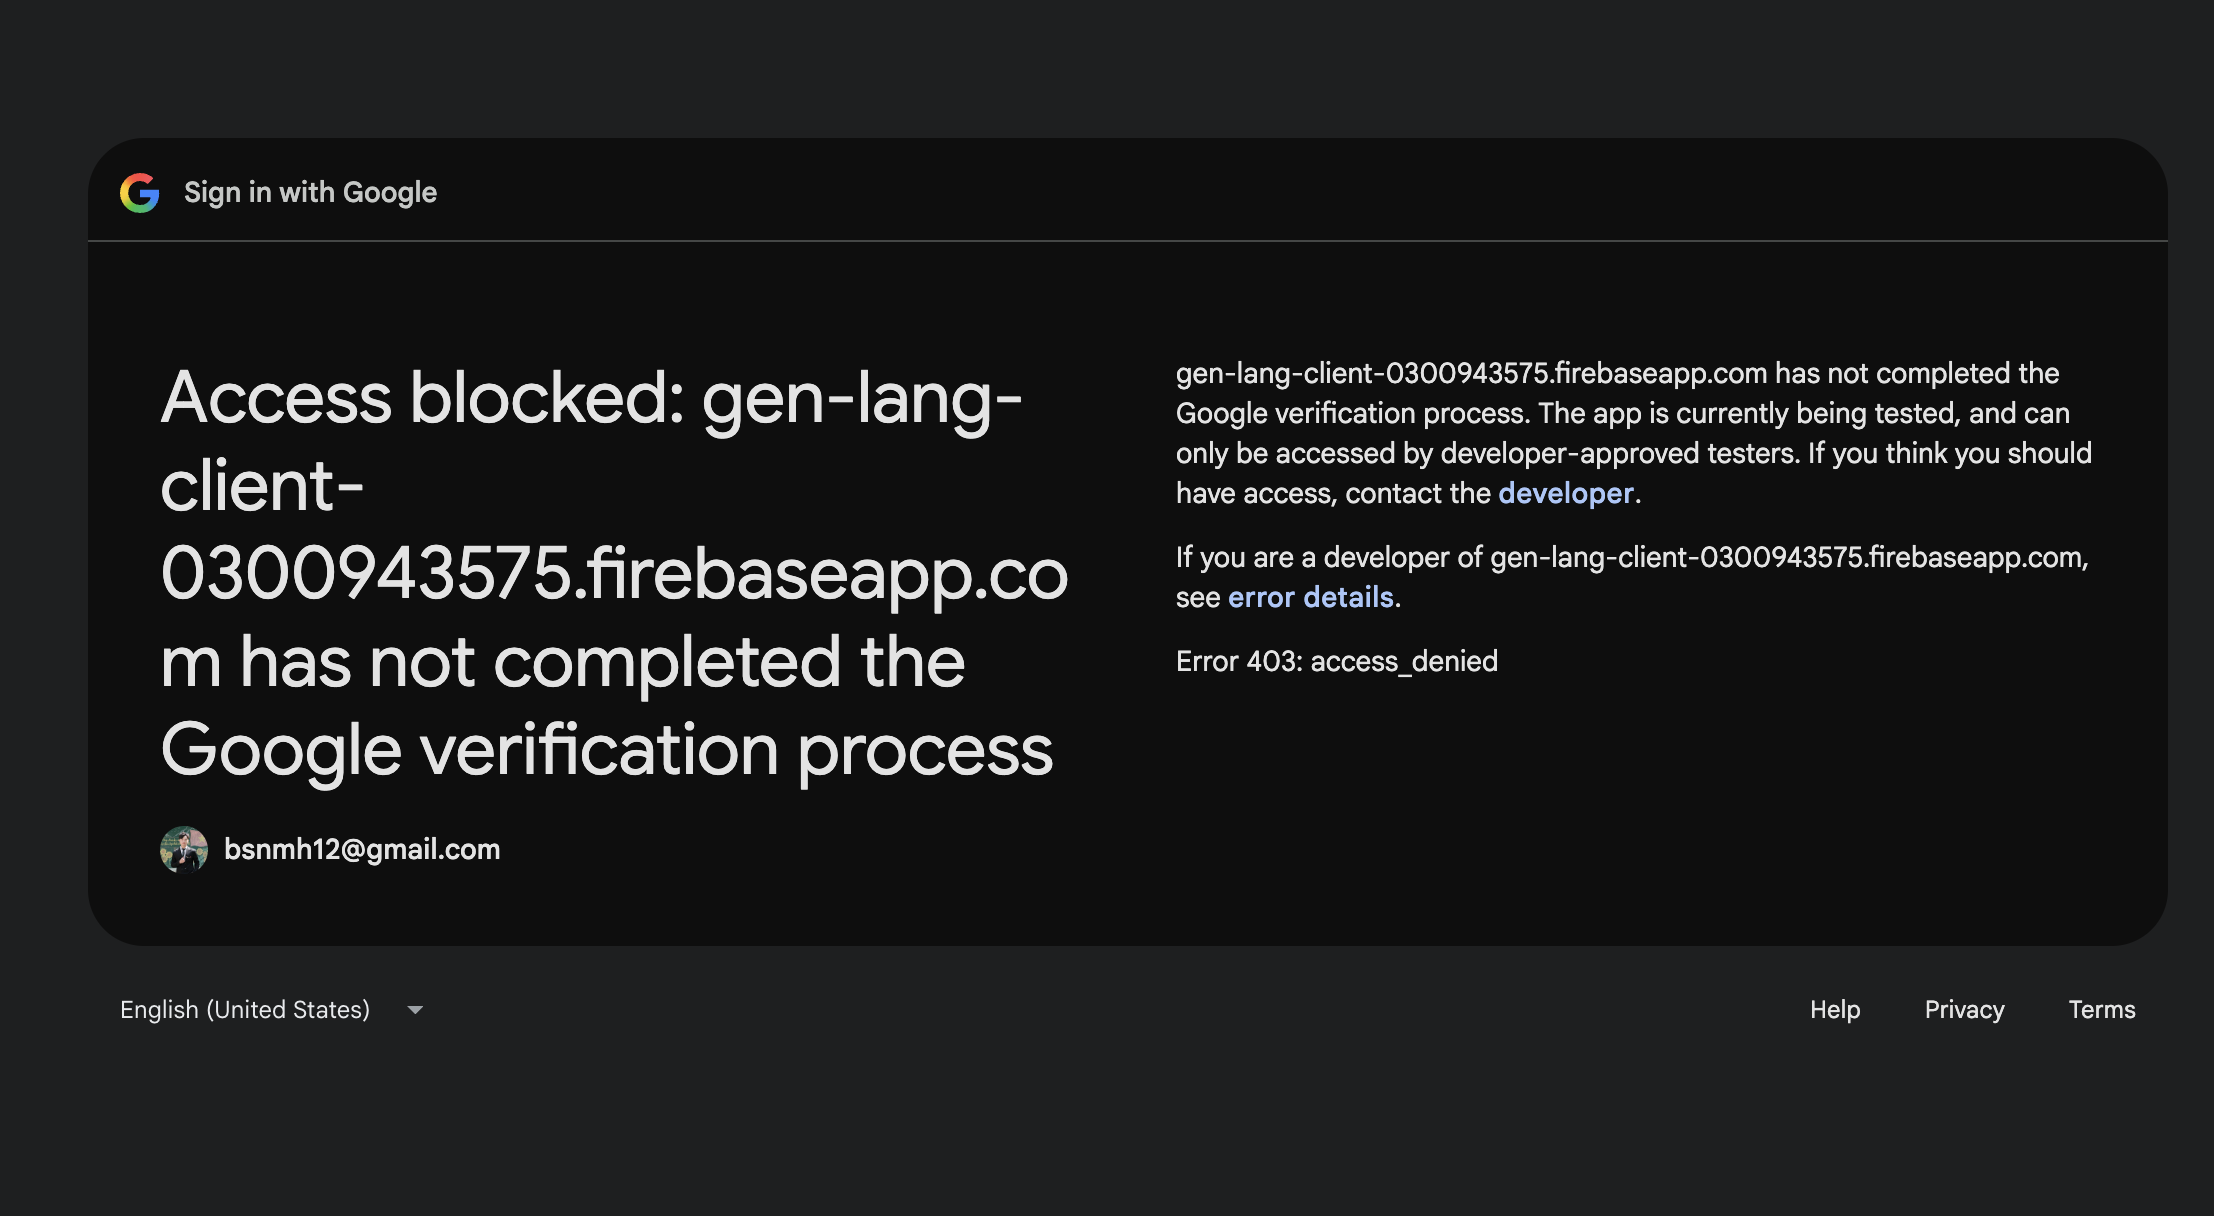 Sign in with Google
Access blocked: gen-lang-
client-
0300943575.firebaseapp.co
m has not completed the
Google verification process
bsnmh12@gmail.com
gen-lang-client-0300943575.firebaseapp.com has not completed the
Google verification process. The app is currently being tested, and can
only be accessed by developer-approved testers. If you think you should
have access, contact the developer.
If you are a developer of gen-lang-client-0300943575.firebaseapp.com,
see error details.
Error 403: access_denied
English (United States)
Help
Privacy
Terms